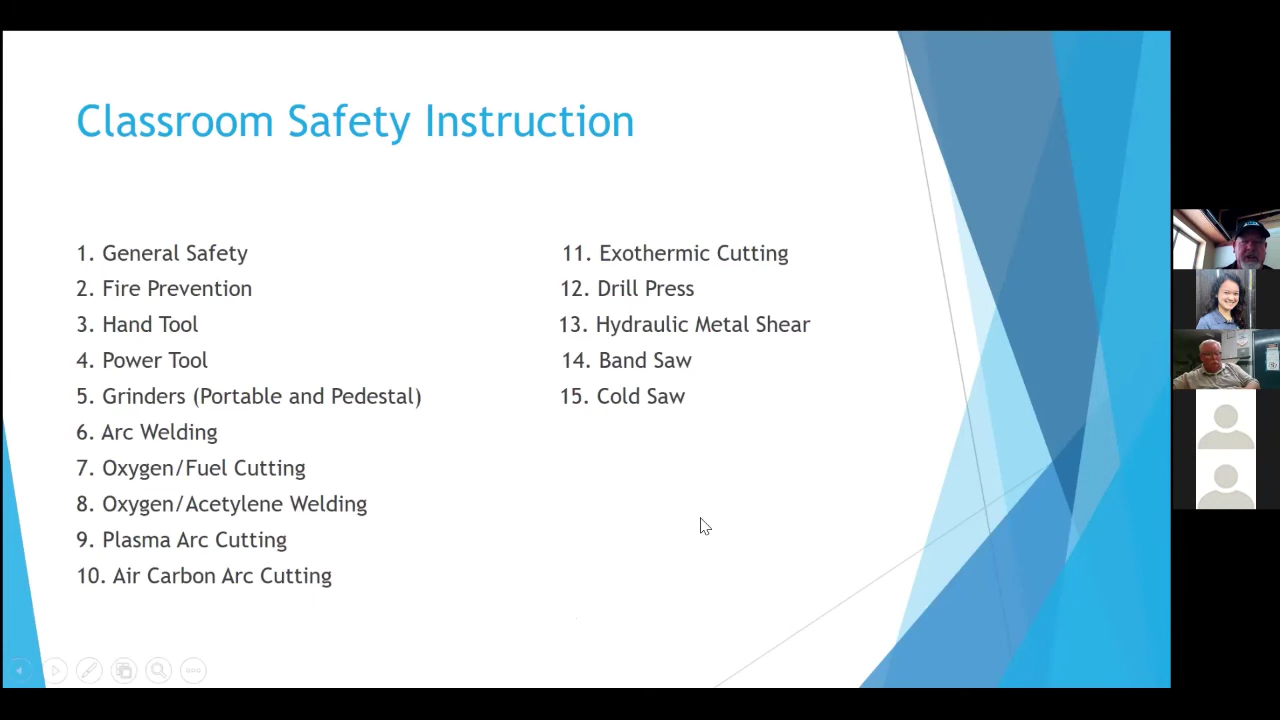 Classroom Safety Instruction
1. General Safety
2. Fire Prevention
3. Hand Tool
4. Power Tool
5. Grinders (Portable and Pedestal)
6. Arc Welding
7. Oxygen/Fuel Cutting
8. Oxygen/Acetylene Welding
9. Plasma Arc Cutting
10. Air Carbon Arc Cutting
11. Exothermic Cutting
12. Drill Press
13. Hydraulic Metal Shear
14. Band Saw
15. Cold Saw